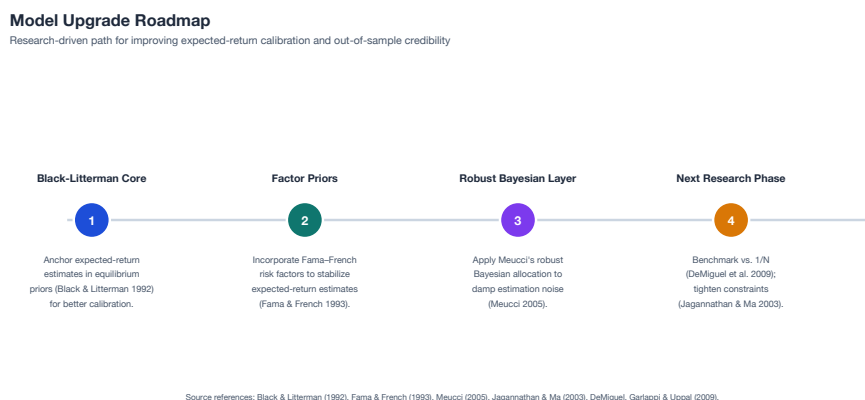 Model Upgrade Roadmap
Research-driven path for improving expected-return calibration and out-of-sample credibility
Black-Litterman Core
1
Anchor expected-return
estimates in equilibrium
priors (Black & Litterman 1992)
for better calibration.
Factor Priors
2
Incorporate Fama–French
risk factors to stabilize
expected-return estimates
(Fama & French 1993).
Robust Bayesian Layer
3
Apply Meucci's robust
Bayesian allocation to
damp estimation noise
(Meucci 2005).
Next Research Phase
4
Benchmark vs. 1/N
(DeMiguel et al. 2009);
tighten constraints
(Jagannathan & Ma 2003).
Source references: Black & Litterman (1992), Fama & French (1993), Meucci (2005), Jagannathan & Ma (2003), DeMiguel, Garlappi & Uppal (2009).